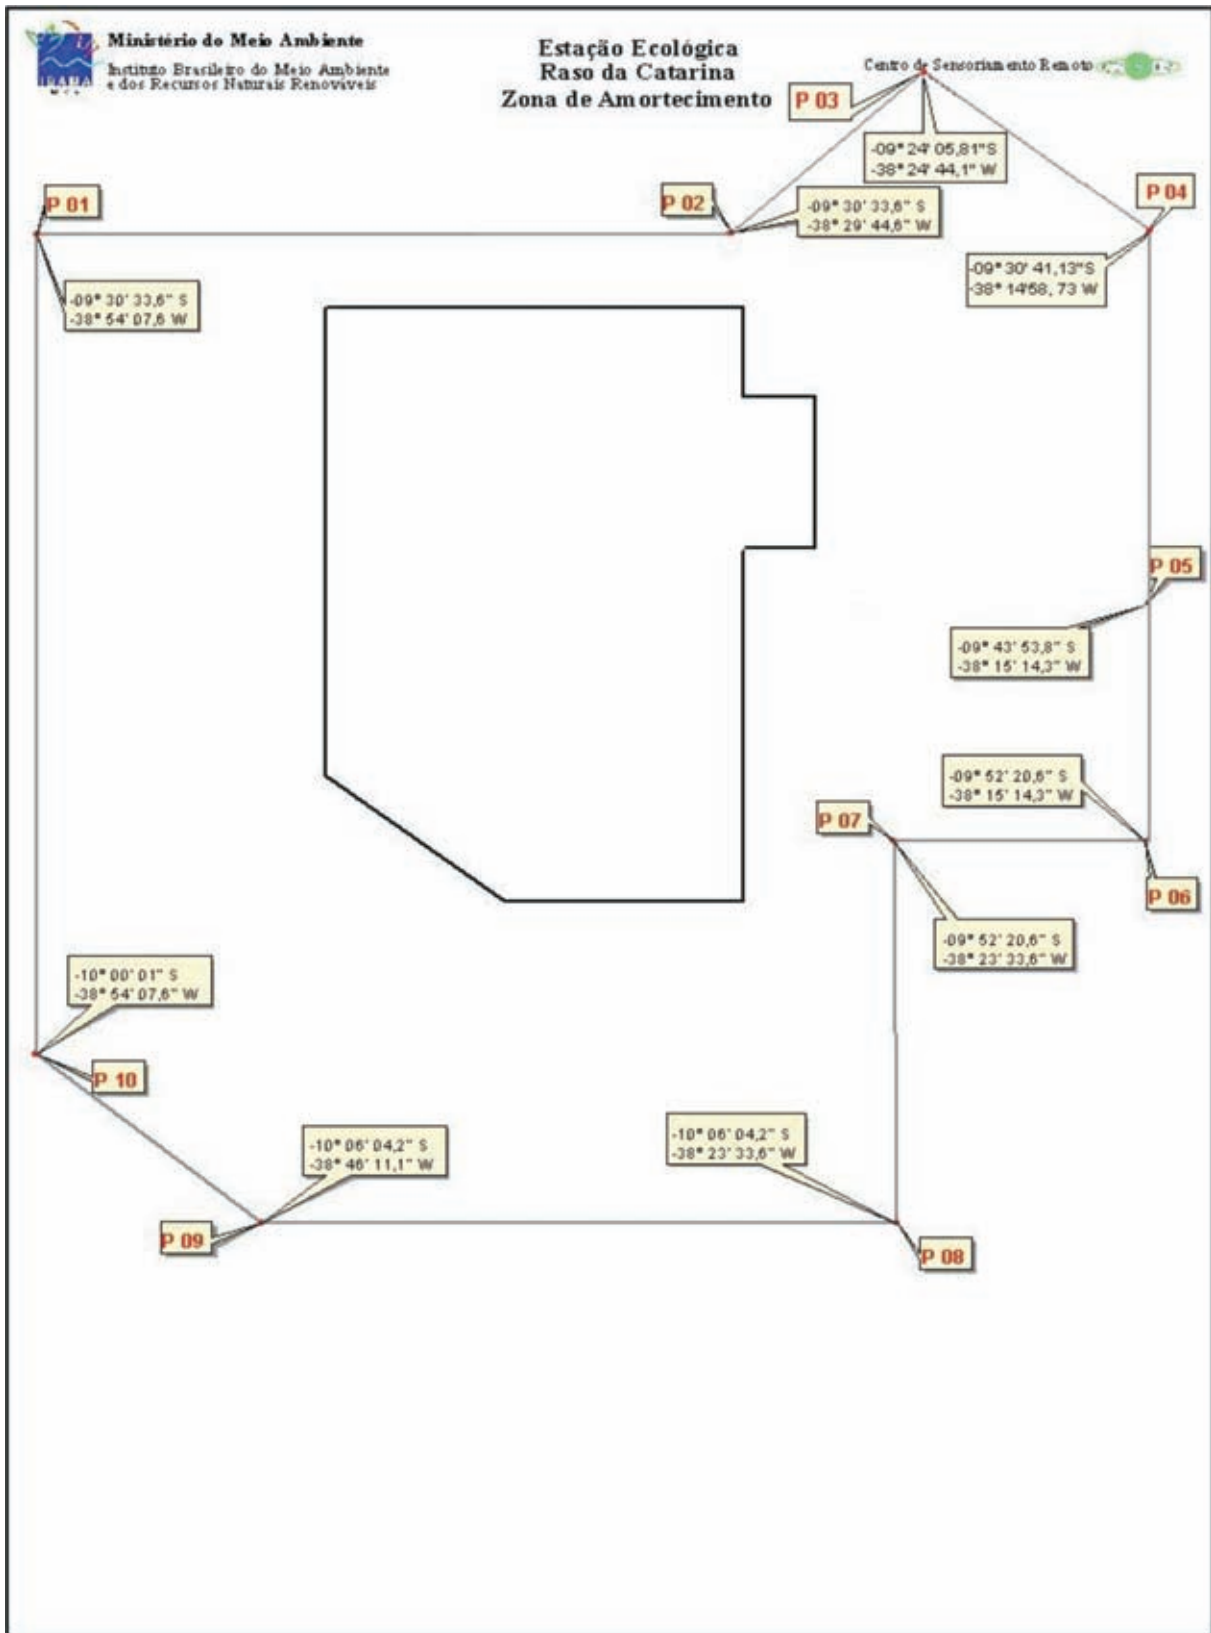 Ministério do Meio Ambiente
Instituto Brasileiro do Meio Ambiente
e dos Recursos Naturais Renováveis
IBAMA
M M A
Estação Ecológica
Raso da Catarina
Zona de Amortecimento
Centro de Sensoriamento Remoto
P 03
-09° 24' 05,81" S
-38° 24' 44,1" W
P 01
P 02
-09° 30' 33,6" S
-38° 29' 44,6" W
P 04
-09° 30' 41,13"S
-38° 14'58, 73 W
-09° 30' 33,6" S
-38° 54' 07,6 W
P 05
-09° 43' 53,8" S
-38° 15' 14,3" W
-09° 52' 20,6" S
-38° 15' 14,3" W
P 07
P 06
-09° 52' 20,6" S
-38° 23' 33,6" W
-10° 00' 01" S
-38° 54' 07,6" W
P 10
-10° 06' 04,2" S
-38° 46' 11,1" W
-10° 06' 04,2" S
-38° 23' 33,6" W
P 09
P 08